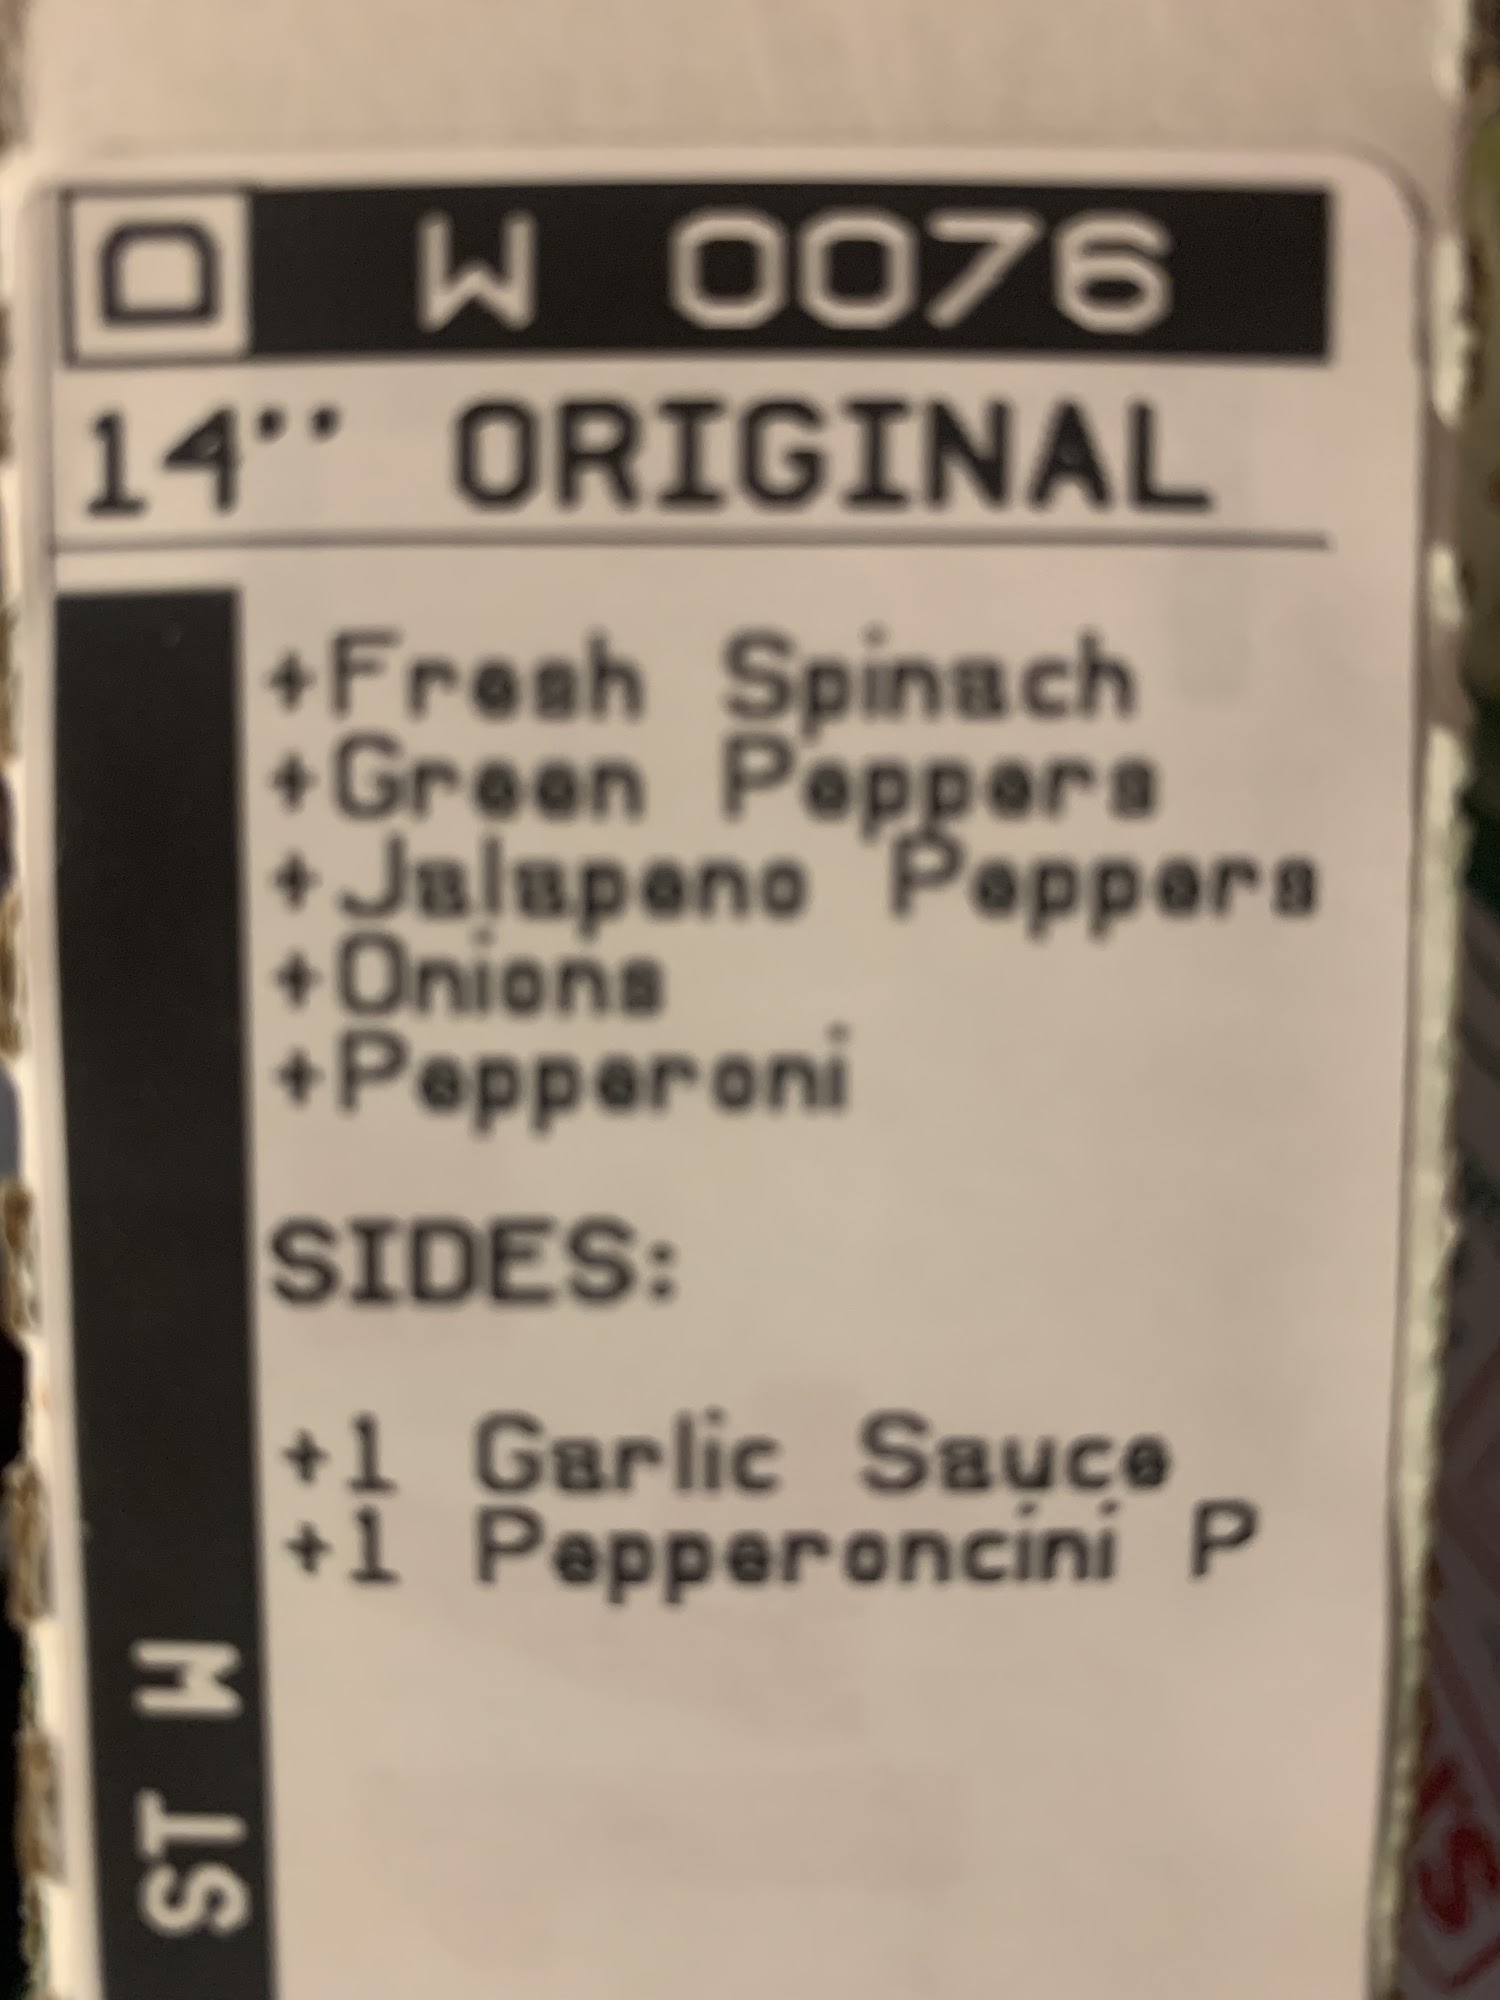 D W 0076
14'' ORIGINAL
+Fresh Spinach
+Green Peppers
+Jalapeno Peppers
+Onions
+Pepperoni
SIDES:
+1 Garlic Sauce
+1 Pepperoncini P
ST W